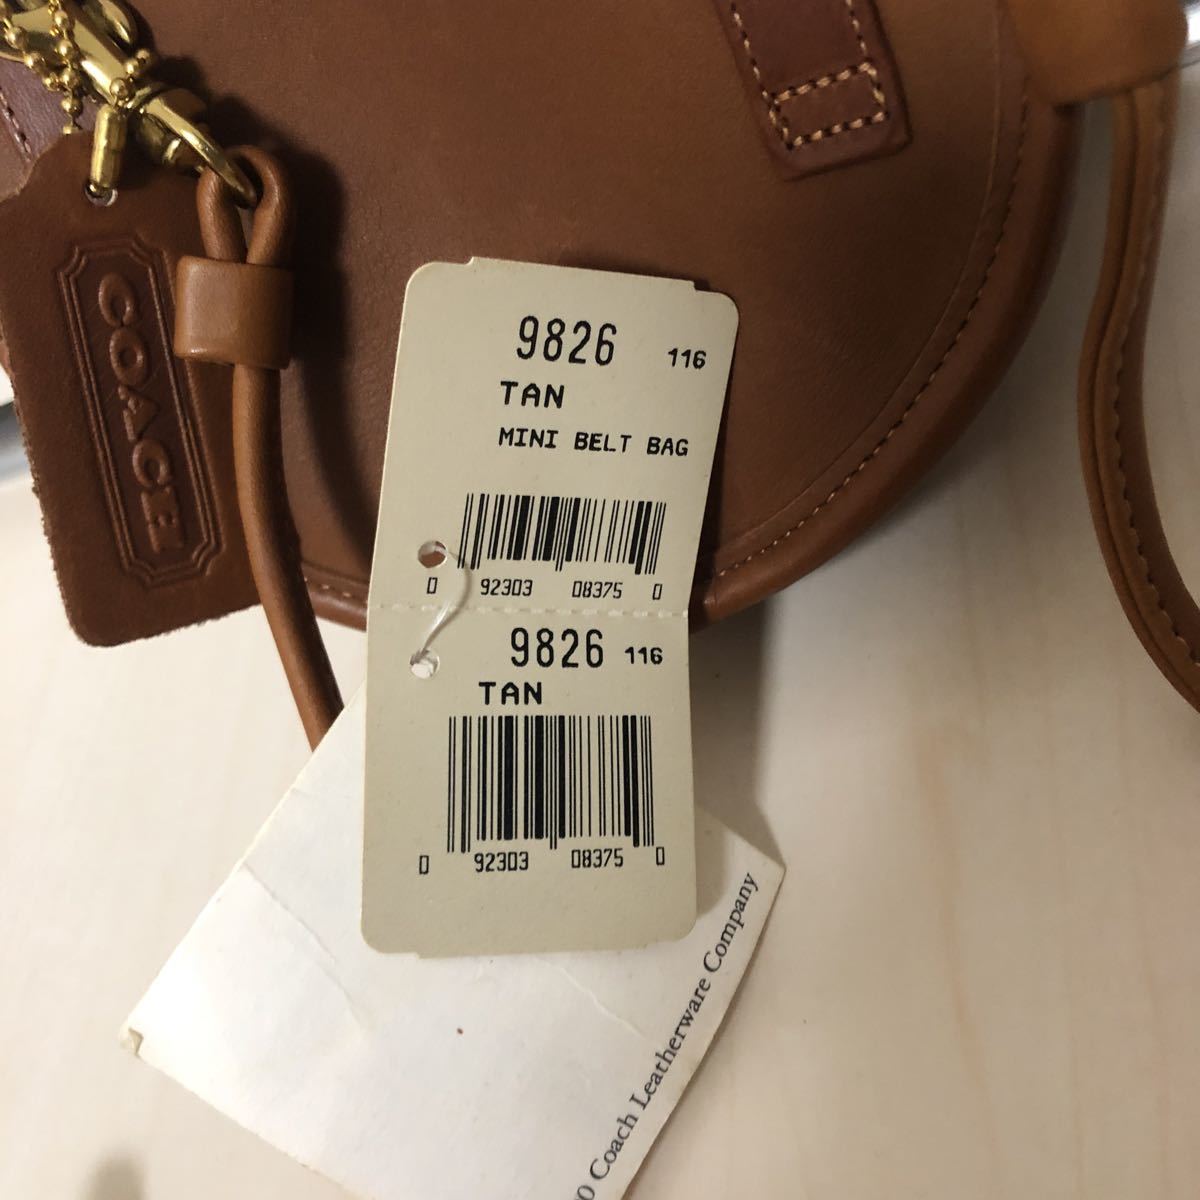 COACH
9826 116
TAN
MINI BELT BAG
0 92303 08375 0
9826 116
TAN
0 92303 08375 0
0 Coach Leatherware Company